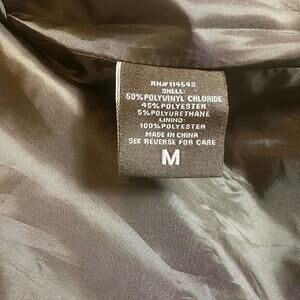 RN#114542
SHELL:
50%POLYVINYL CHLORIDE
45%POLYESTER
5%POLYURETHANE
LINING:
100%POLYESTER
MADE IN CHINA
SEE REVERSE FOR CARE
M